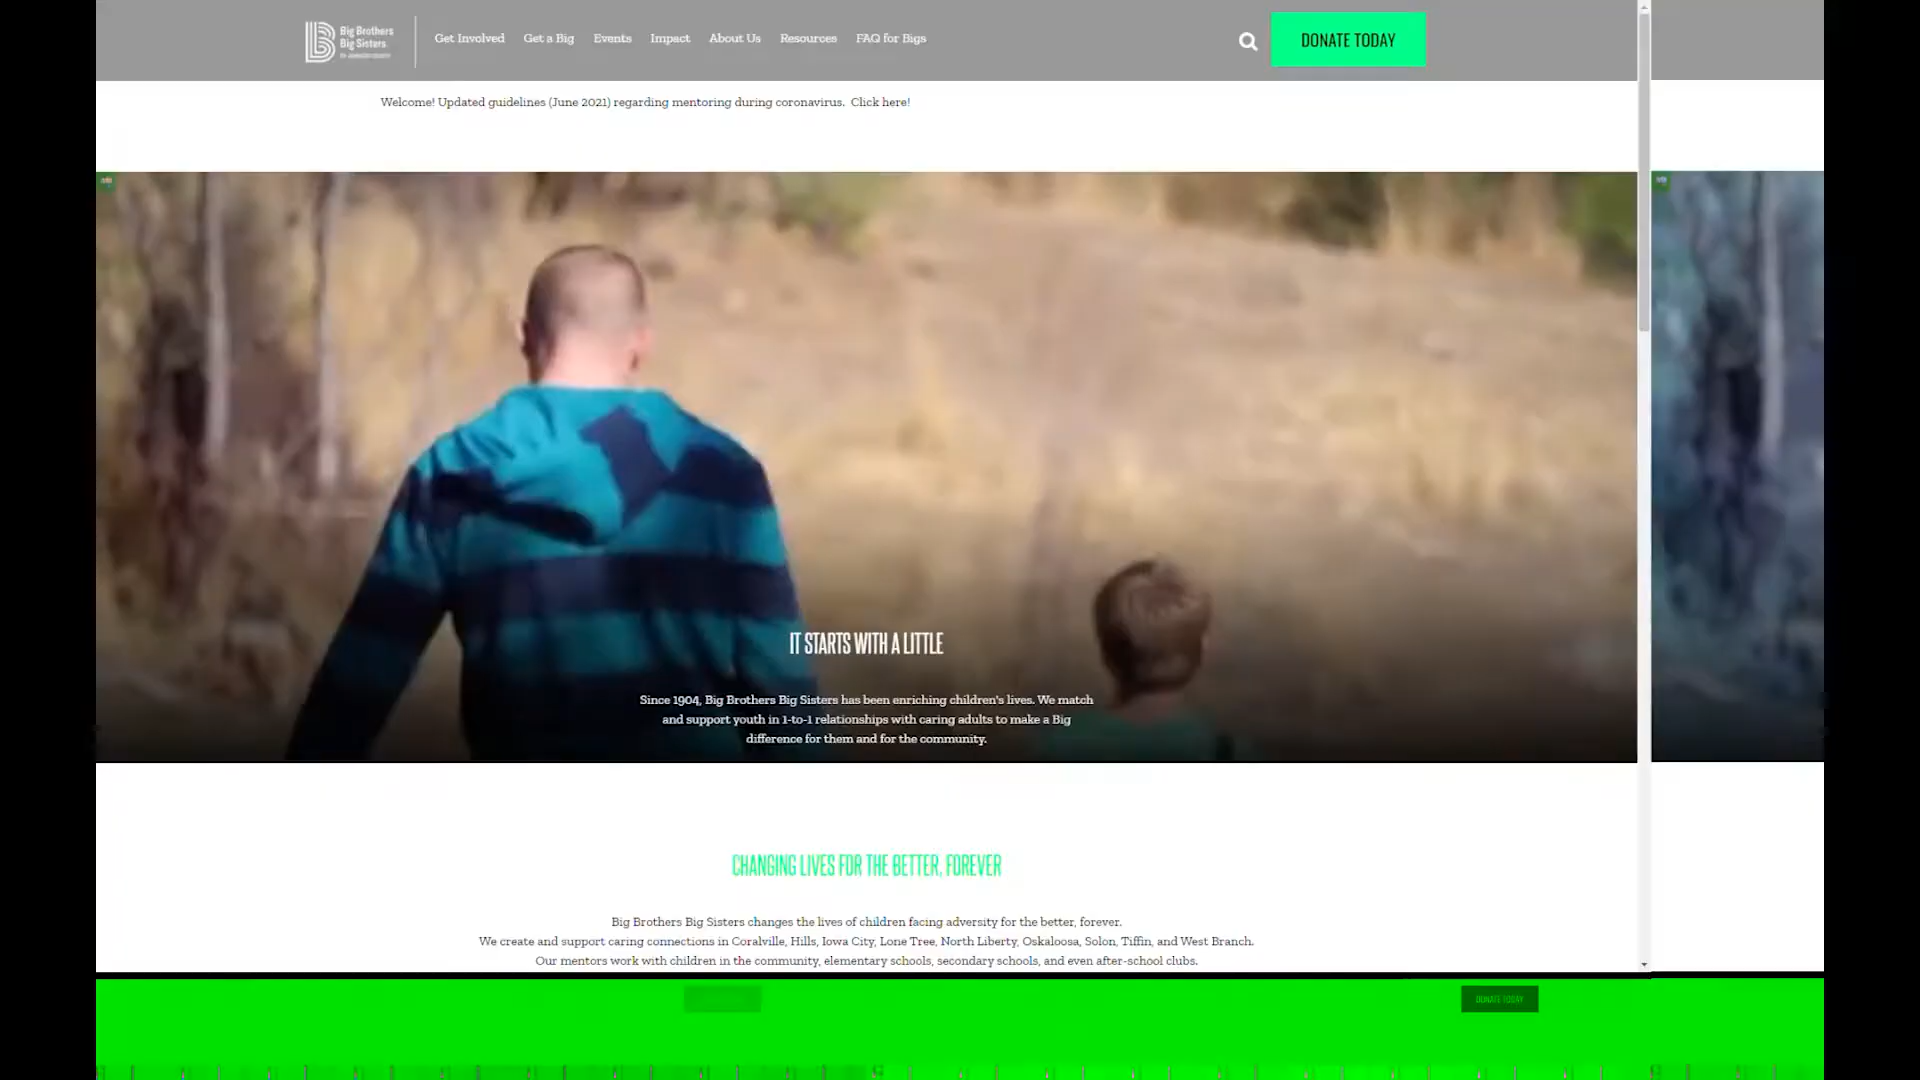 Big Brothers
Big Sisters
OF JOHNSON COUNTY
Get Involved
Get a Big
Events
Impact
About Us
Resources
FAQ for Bigs
DONATE TODAY
Welcome! Updated guidelines (June 2021) regarding mentoring during coronavirus. Click here!
IT STARTS WITH A LITTLE
Since 1904, Big Brothers Big Sisters has been enriching children's lives. We match
and support youth in 1-to-1 relationships with caring adults to make a Big
difference for them and for the community.
CHANGING LIVES FOR THE BETTER, FOREVER
Big Brothers Big Sisters changes the lives of children facing adversity for the better, forever.
We create and support caring connections in Coralville, Hills, Iowa City, Lone Tree, North Liberty, Oskaloosa, Solon, Tiffin, and West Branch.
Our mentors work with children in the community, elementary schools, secondary schools, and even after-school clubs.
DONATE TODAY